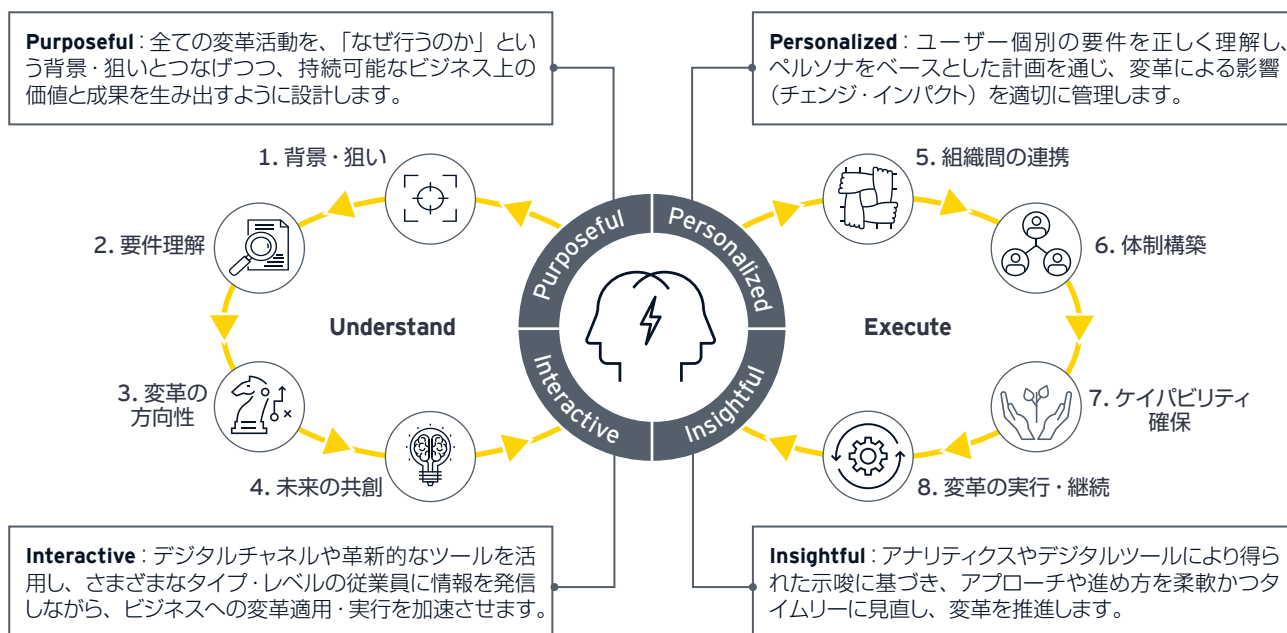 Purposeful：全ての変革活動を、「なぜ行うのか」とい
う背景・狙いとつなげつつ、持続可能なビジネス上の
価値と成果を生み出すように設計します。
Personalized：ユーザー個別の要件を正しく理解し、
ペルソナをベースとした計画を通じ、変革による影響
（チェンジ・インパクト）を適切に管理します。
1. 背景・狙い
2. 要件理解
3. 変革の
方向性
4. 未来の共創
Understand
Purposeful
Personalized
Interactive
Insightful
Execute
5. 組織間の連携
6. 体制構築
7. ケイパビリティ
確保
8. 変革の実行・継続
Interactive：デジタルチャネルや革新的なツールを活
用し、さまざまなタイプ・レベルの従業員に情報を発信
しながら、ビジネスへの変革適用・実行を加速させます。
Insightful：アナリティクスやデジタルツールにより得ら
れた示唆に基づき、アプローチや進め方を柔軟かつタ
イムリーに見直し、変革を推進します。